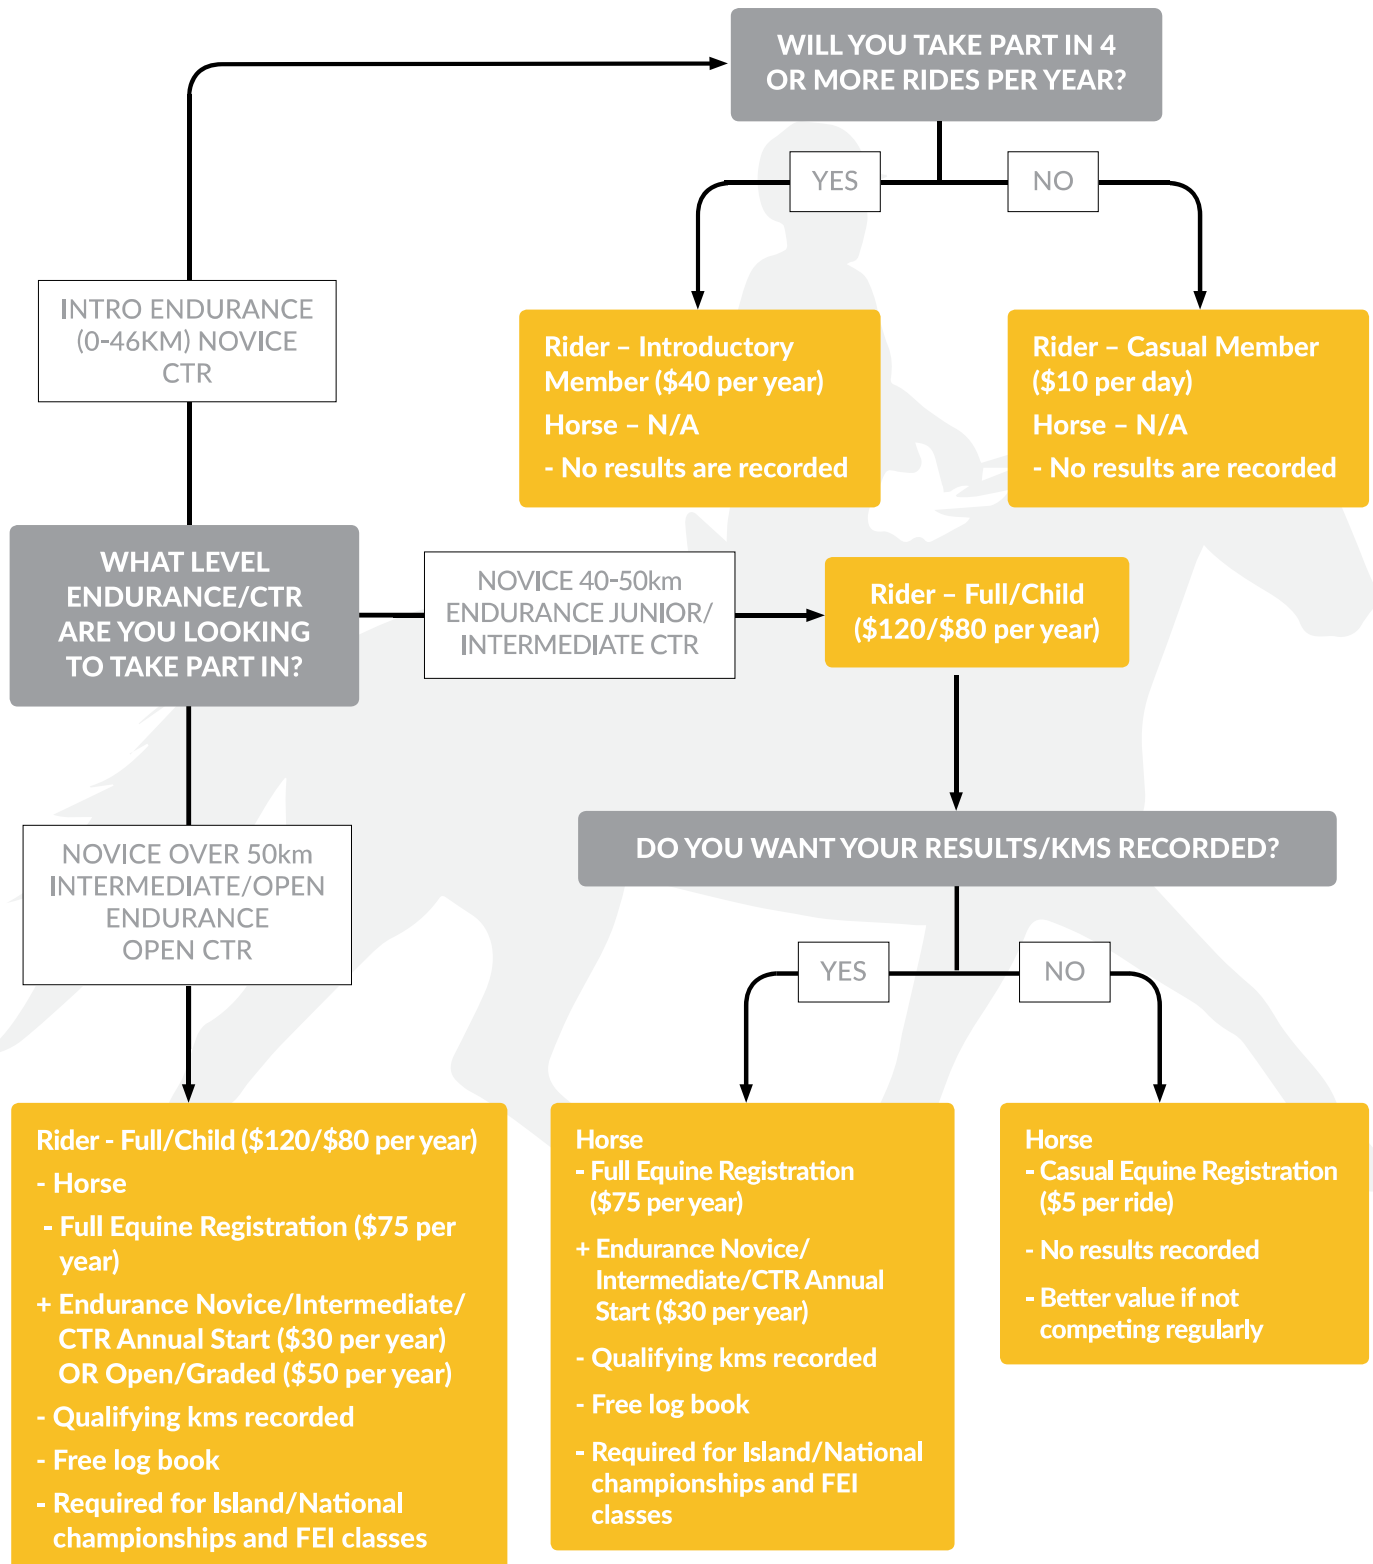 WILL YOU TAKE PART IN 4
OR MORE RIDES PER YEAR?
YES
NO
INTRO ENDURANCE
(0-46KM) NOVICE
CTR
Rider – Introductory
Member ($40 per year)
Horse – N/A
- No results are recorded
Rider – Casual Member
($10 per day)
Horse – N/A
- No results are recorded
WHAT LEVEL
ENDURANCE/CTR
ARE YOU LOOKING
TO TAKE PART IN?
NOVICE 40-50km
ENDURANCE JUNIOR/
INTERMEDIATE CTR
Rider – Full/Child
($120/$80 per year)
NOVICE OVER 50km
INTERMEDIATE/OPEN
ENDURANCE
OPEN CTR
DO YOU WANT YOUR RESULTS/KMS RECORDED?
YES
NO
Rider - Full/Child ($120/$80 per year)
- Horse
- Full Equine Registration ($75 per
year)
+ Endurance Novice/Intermediate/
CTR Annual Start ($30 per year)
OR Open/Graded ($50 per year)
- Qualifying kms recorded
- Free log book
- Required for Island/National
championships and FEI classes
Horse
- Full Equine Registration
($75 per year)
+ Endurance Novice/
Intermediate/CTR Annual
Start ($30 per year)
- Qualifying kms recorded
- Free log book
- Required for Island/National
championships and FEI
classes
Horse
- Casual Equine Registration
($5 per ride)
- No results recorded
- Better value if not
competing regularly